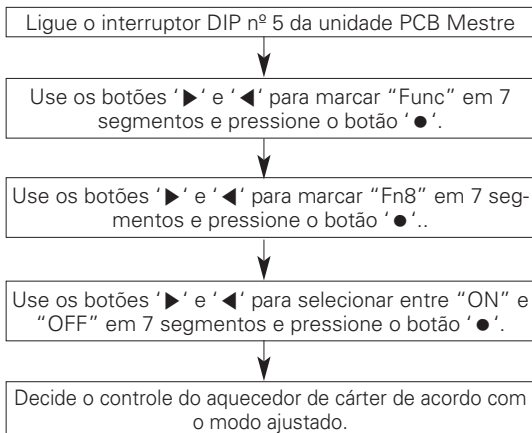 Ligue o interruptor DIP nº 5 da unidade PCB Mestre
Use os botões ‘▶‘ e ‘◀‘ para marcar “Func” em 7
segmentos e pressione o botão ‘●‘.
Use os botões ‘▶‘ e ‘◀‘ para marcar “Fn8” em 7 seg-
mentos e pressione o botão ‘●‘..
Use os botões ‘▶‘ e ‘◀‘ para selecionar entre “ON” e
“OFF” em 7 segmentos e pressione o botão ‘●‘.
Decide o controle do aquecedor de cárter de acordo com
o modo ajustado.